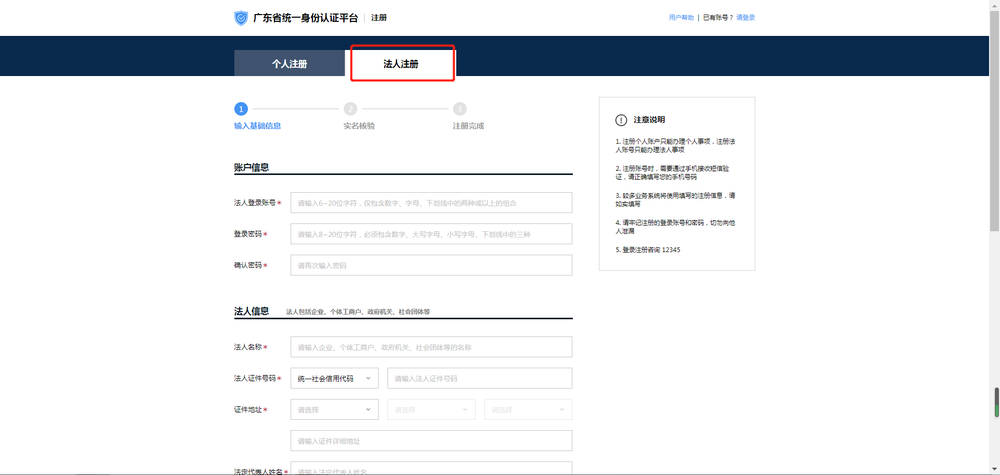 广东省统一身份认证平台 注册
用户帮助 | 已有账号？ 请登录
个人注册
法人注册
1 2 3
输入基础信息 实名核验 注册完成
注意说明
1. 注册个人账户只能办理个人事项，注册法
人账号只能办理法人事项
2. 注册账号时，需要通过手机接收短信验
证，请正确填写您的手机号码
3. 较多业务系统将使用填写的注册信息，请
如实填写
4. 请牢记注册的登录账号和密码，切勿向他
人泄漏
5. 登录注册咨询 12345
账户信息
法人登录账号* 请输入6~20位字符，仅包含数字、字母、下划线中的两种或以上的组合
登录密码* 请输入8~20位字符，必须包含数字、大写字母、小写字母、下划线中的三种
确认密码* 请再次输入密码
法人信息 法人包括企业、个体工商户、政府机关、社会团体等
法人名称* 请输入企业、个体工商户、政府机关、社会团体等的名称
法人证件号码* 统一社会信用代码 请输入法人证件号码
证件地址* 请选择 请选择 请选择
请输入证件详细地址
法定代表人姓名* 请输入法定代表人姓名